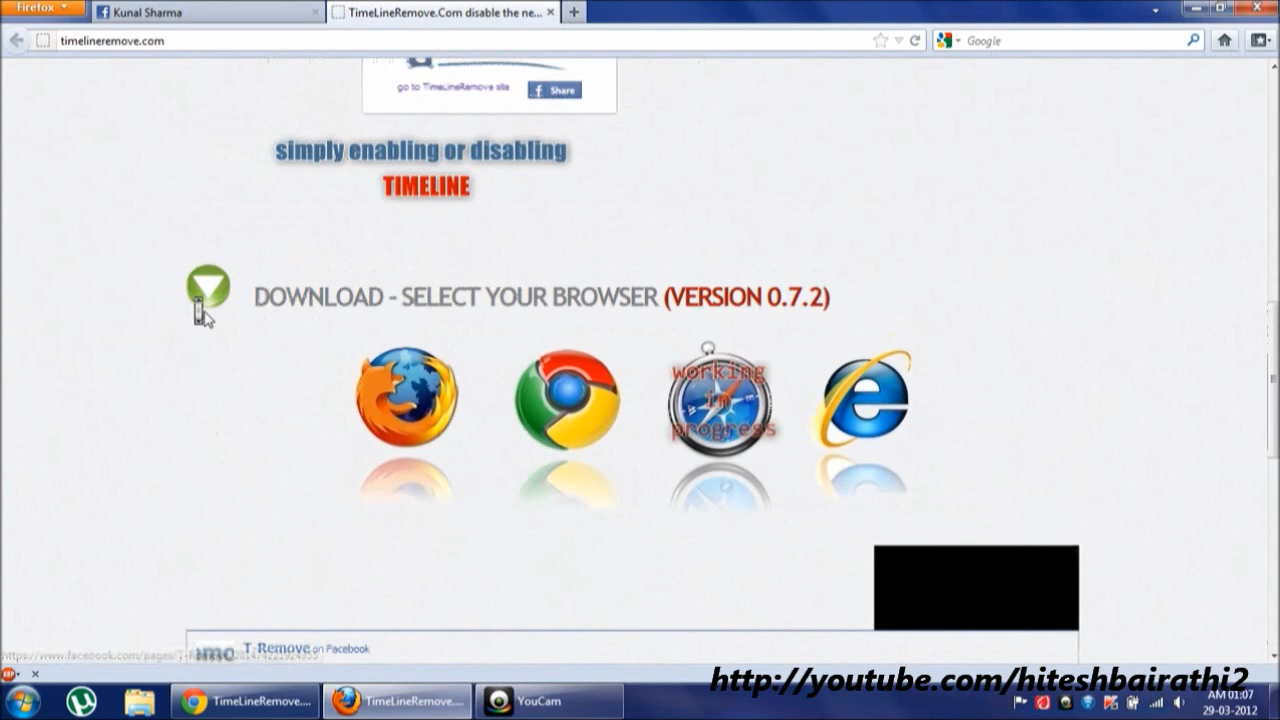 Firefox
Kunal Sharma
TimeLineRemove.Com disable the ne...
timelineremove.com
Google
go to TimeLineRemove site
Share
simply enabling or disabling
TIMELINE
DOWNLOAD - SELECT YOUR BROWSER (VERSION 0.7.2)
working
in
progress
T-Remove on Facebook
http://youtube.com/hiteshbairathi2
TimeLineRemove....
TimeLineRemove....
YouCam
AM 01:07
29-03-2012